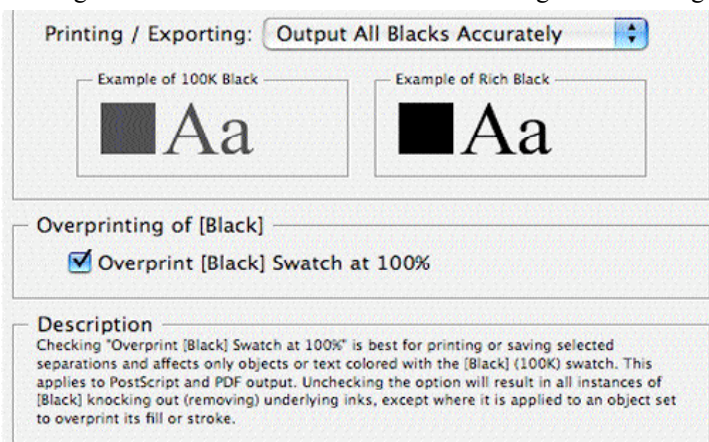 Printing / Exporting: Output All Blacks Accurately
Example of 100K Black
Example of Rich Black
Aa
Aa
Overprinting of [Black]
Overprint [Black] Swatch at 100%
Description
Checking "Overprint [Black] Swatch at 100%" is best for printing or saving selected
separations and affects only objects or text colored with the [Black] (100K) swatch. This
applies to PostScript and PDF output. Unchecking the option will result in all instances of
[Black] knocking out (removing) underlying inks, except where it is applied to an object set
to overprint its fill or stroke.